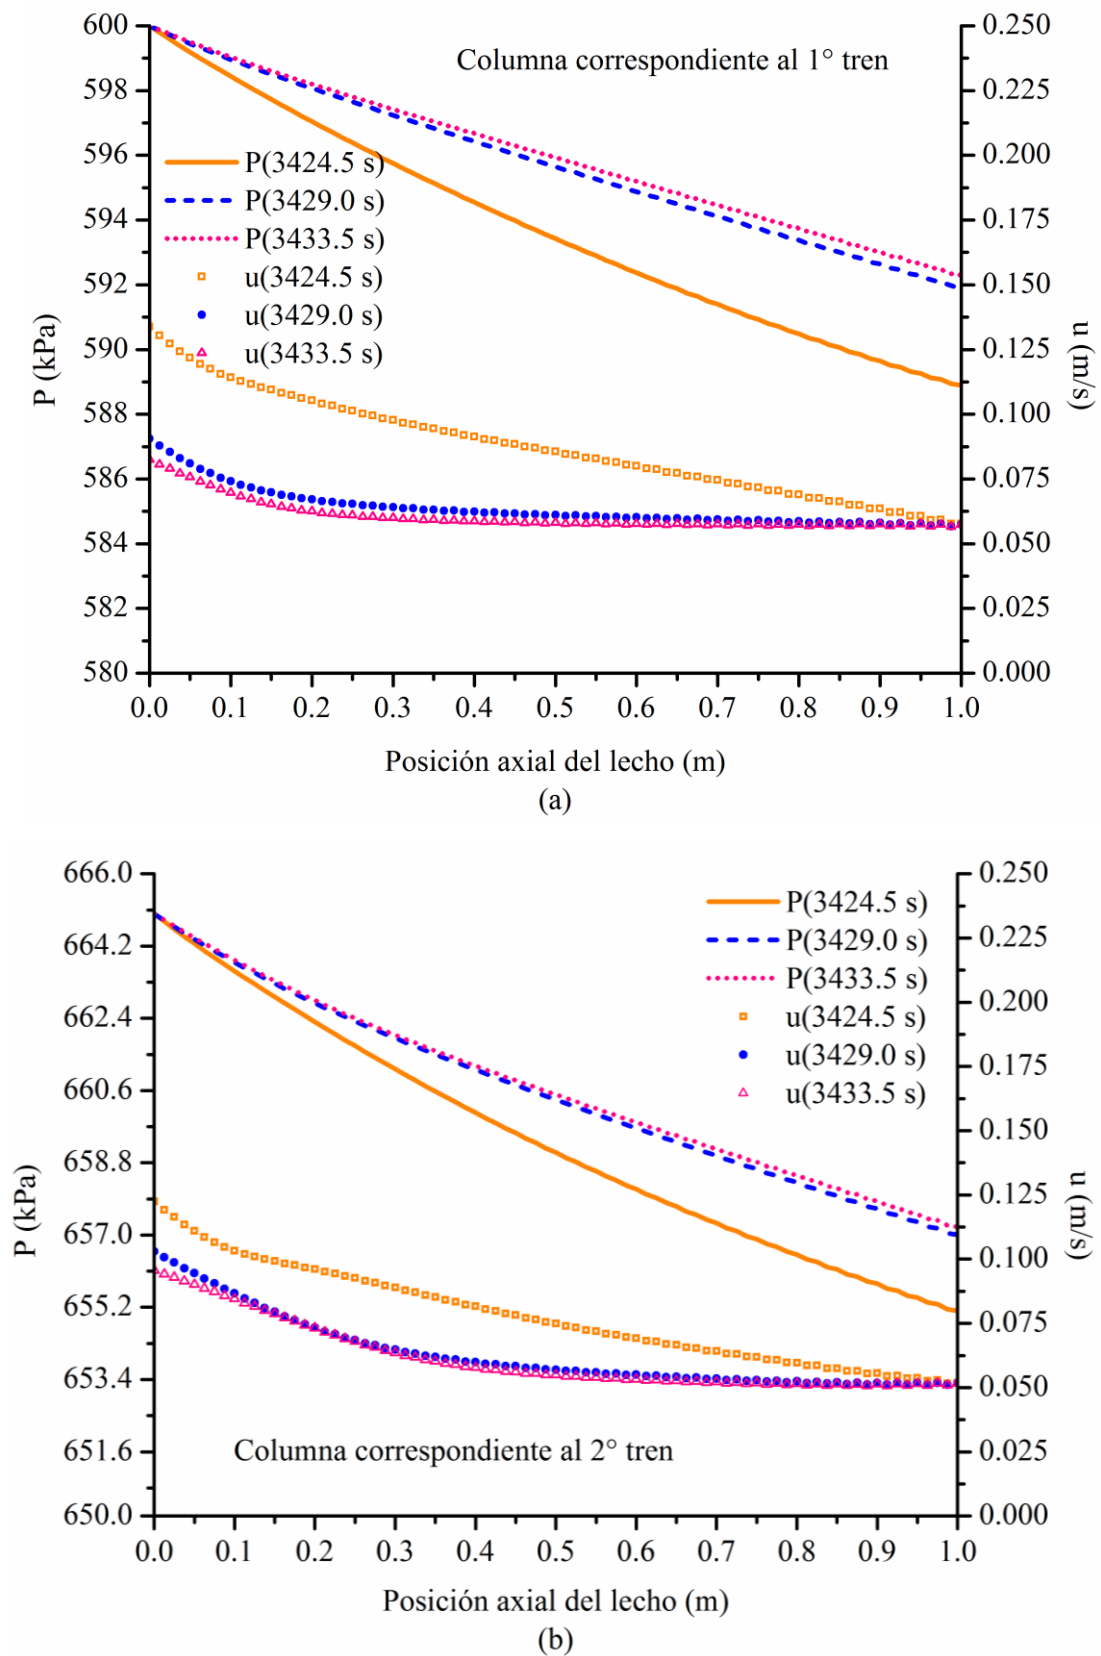 600
598
596
594
592
590
588
586
584
582
580
P (kPa)
Columna correspondiente al 1° tren
P(3424.5 s)
P(3429.0 s)
P(3433.5 s)
u(3424.5 s)
u(3429.0 s)
u(3433.5 s)
0.250
0.225
0.200
0.175
0.150
0.125
0.100
0.075
0.050
0.025
0.000
u (m/s)
0.0 0.1 0.2 0.3 0.4 0.5 0.6 0.7 0.8 0.9 1.0
Posición axial del lecho (m)
(a)
666.0
664.2
662.4
660.6
658.8
657.0
655.2
653.4
651.6
650.0
P (kPa)
P(3424.5 s)
P(3429.0 s)
P(3433.5 s)
u(3424.5 s)
u(3429.0 s)
u(3433.5 s)
Columna correspondiente al 2° tren
0.250
0.225
0.200
0.175
0.150
0.125
0.100
0.075
0.050
0.025
0.000
u (m/s)
0.0 0.1 0.2 0.3 0.4 0.5 0.6 0.7 0.8 0.9 1.0
Posición axial del lecho (m)
(b)